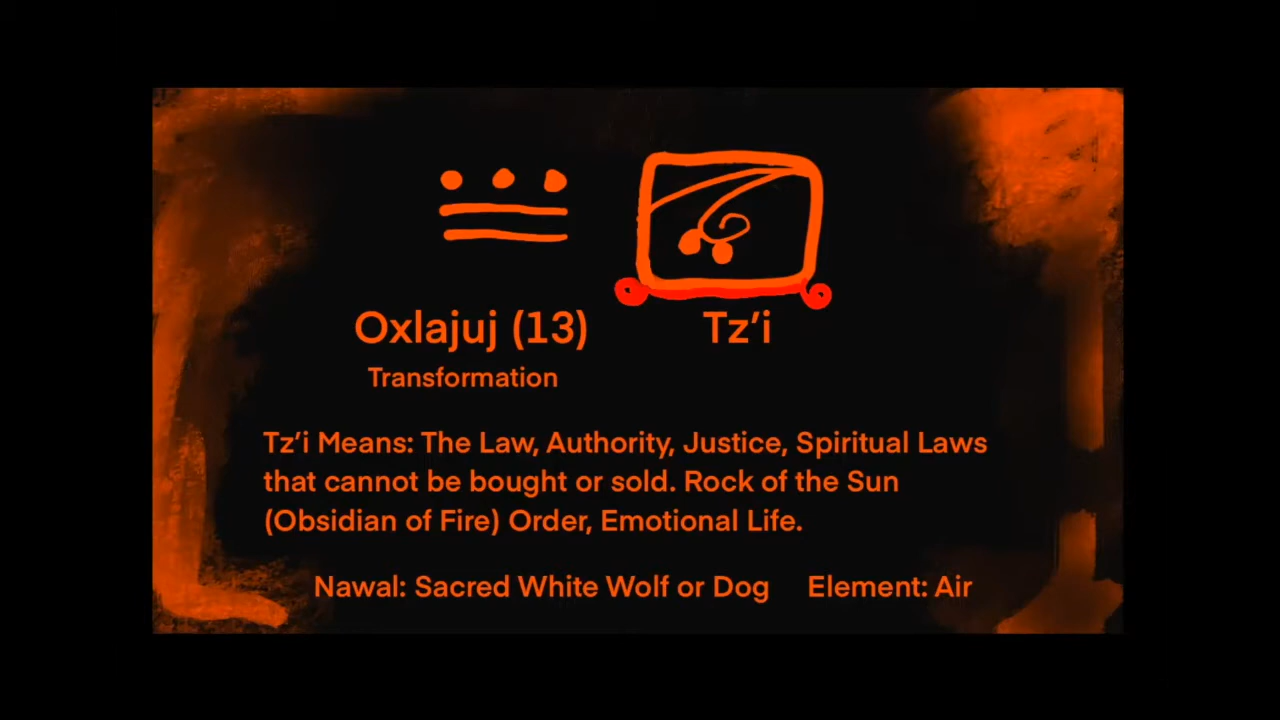 Oxlajuj (13) Tz’i
Transformation
Tz’i Means: The Law, Authority, Justice, Spiritual Laws
that cannot be bought or sold. Rock of the Sun
(Obsidian of Fire) Order, Emotional Life.
Nawal: Sacred White Wolf or Dog Element: Air